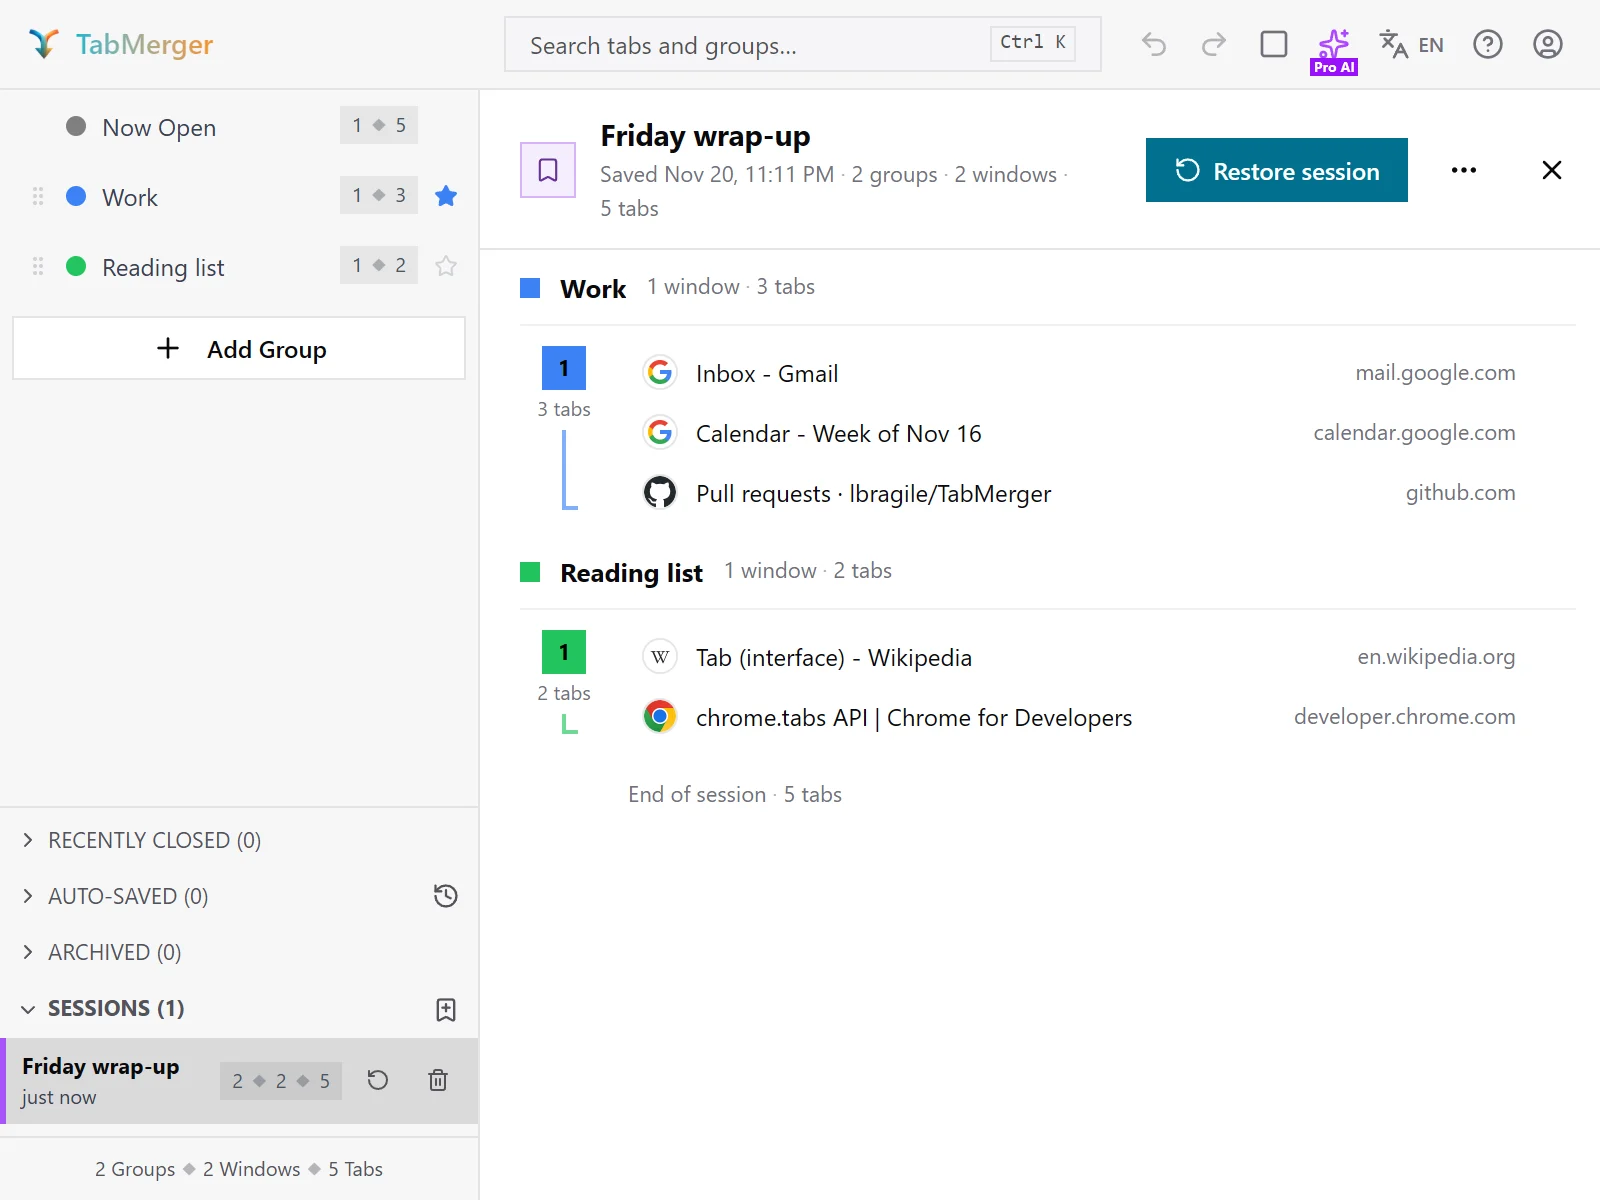 TabMerger
Search tabs and groups...
Ctrl K
Pro AI
EN
Now Open
1 ◆ 5
Work
1 ◆ 3
Reading list
1 ◆ 2
+ Add Group
RECENTLY CLOSED (0)
AUTO-SAVED (0)
ARCHIVED (0)
SESSIONS (1)
Friday wrap-up
2 ◆ 2 ◆ 5
just now
2 Groups ◆ 2 Windows ◆ 5 Tabs
Friday wrap-up
Saved Nov 20, 11:11 PM · 2 groups · 2 windows ·
5 tabs
Restore session
Work 1 window · 3 tabs
1
3 tabs
Inbox - Gmail mail.google.com
Calendar - Week of Nov 16 calendar.google.com
Pull requests · lbragile/TabMerger github.com
Reading list 1 window · 2 tabs
1
2 tabs
W Tab (interface) - Wikipedia en.wikipedia.org
chrome.tabs API | Chrome for Developers developer.chrome.com
End of session · 5 tabs